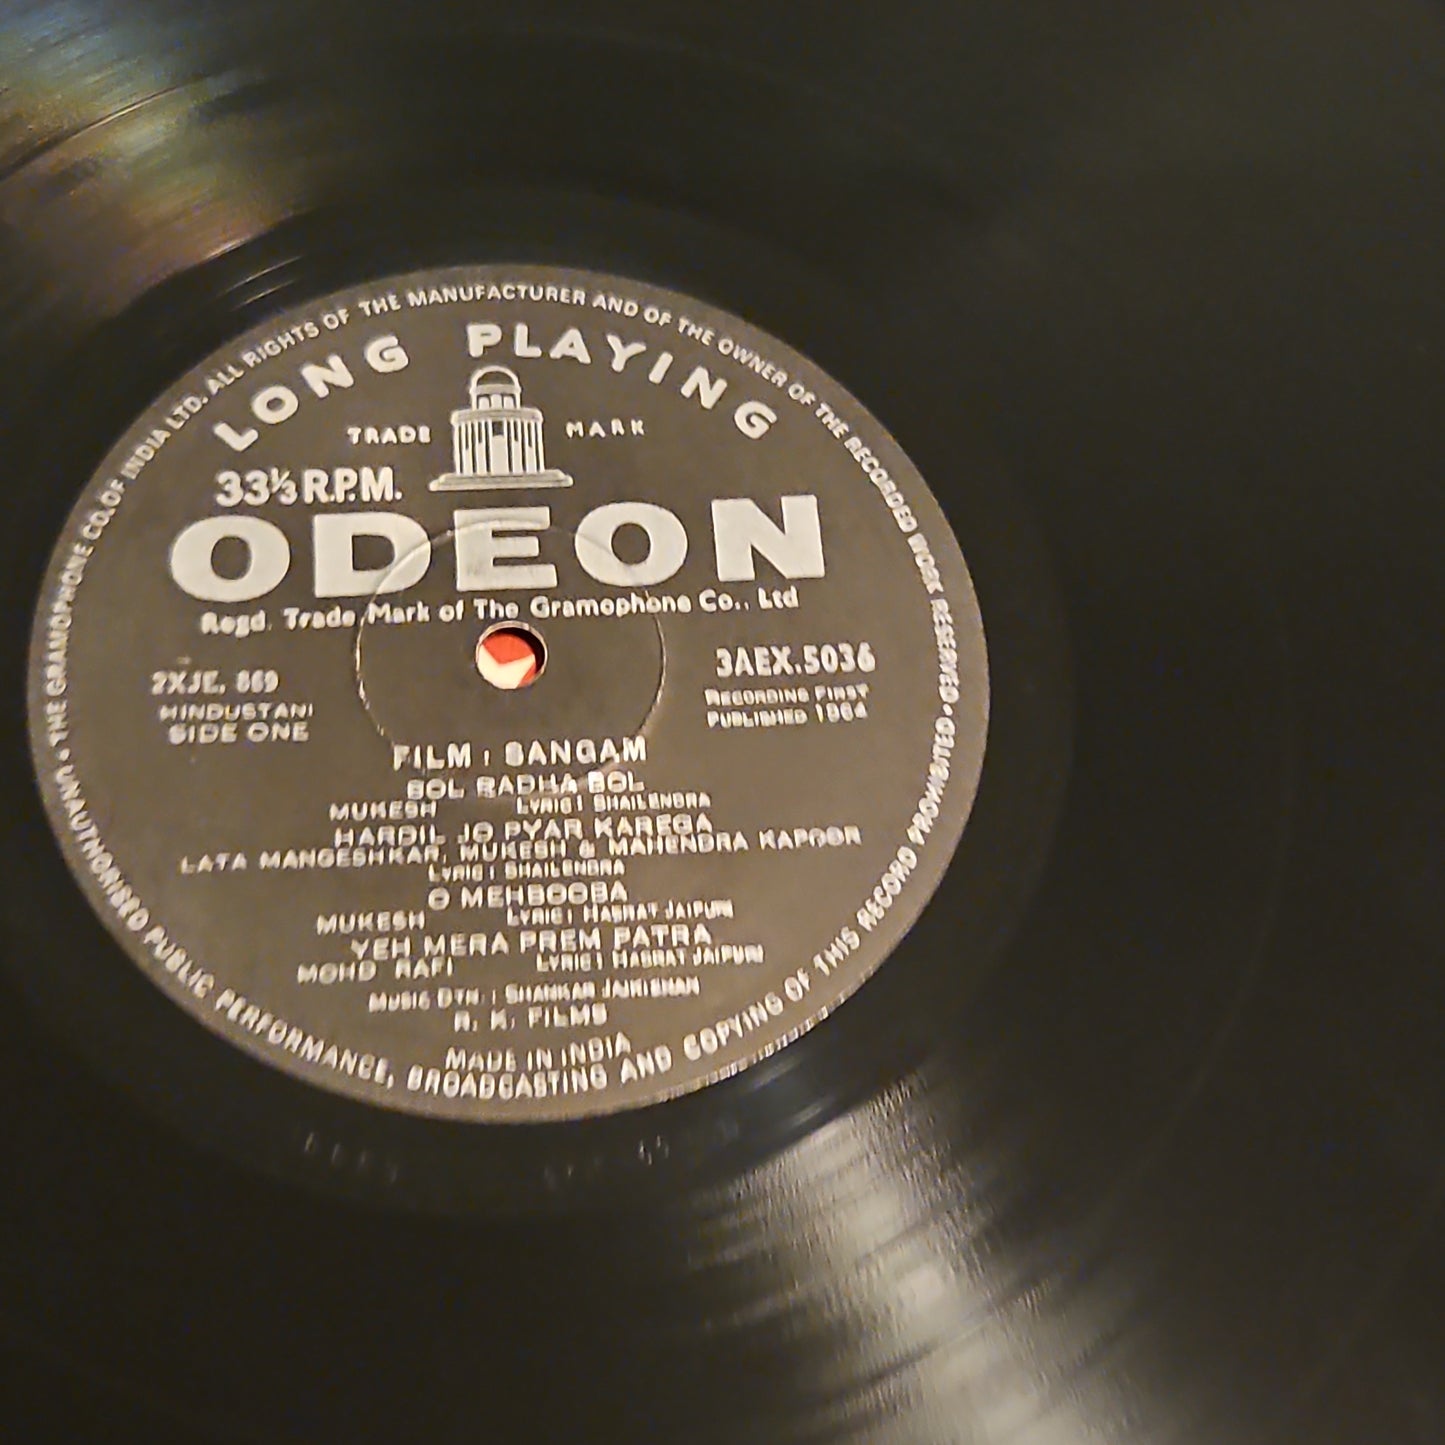 THE GRAMOPHONE CO. OF INDIA LTD. ALL RIGHTS OF THE MANUFACTURER AND OF THE OWNER OF THE RECORDED WORK RESERVED • UNAUTHORISED PUBLIC PERFORMANCE, BROADCASTING AND COPYING OF THIS RECORD PROHIBITED •
LONG PLAYING
TRADE MARK
33⅓ R.P.M.
ODEON
Regd. Trade Mark of The Gramophone Co., Ltd
2XJE. 869
HINDUSTANI
SIDE ONE
3AEX.5036
RECORDING FIRST
PUBLISHED 1964
FILM : SANGAM
BOL RADHA BOL
MUKESH LYRIC : SHAILENDRA
HARDIL JO PYAR KAREGA
LATA MANGESHKAR, MUKESH & MAHENDRA KAPOOR
LYRIC : SHAILENDRA
O MEHBOOBA
MUKESH LYRIC : HASRAT JAIPURI
YEH MERA PREM PATRA
MOHD RAFI LYRIC : HASRAT JAIPURI
MUSIC DTN. : SHANKAR JAIKISHAN
R. K. FILMS
MADE IN INDIA